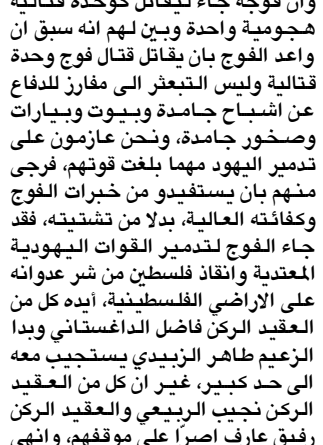 وان فوجه جاء ليقاتل كوحدة قتالية
هجومية واحدة وبين لهم انه سبق ان
واعد الفوج بان يقاتل قتال فوج وحدة
قتالية وليس التبعثر الى مفارز للدفاع
عن اشباح جامدة وبيوت وبيارات
وصخور جامدة، ونحن عازمون على
تدمير اليهود مهما بلغت قوتهم، فرجى
منهم بان يستفيدو من خبرات الفوج
وكفائته العالية، بدلا من تشتيته، فقد
جاء الفوج لتدمير القوات اليهودية
المعتدية وانقاذ فلسطين من شر عدوانه
على الاراضي الفلسطينية، أيده كل من
العقيد الركن فاضل الداغستاني وبدا
الزعيم طاهر الزبيدي يستجيب معه
الى حد كبير، غير ان كل من العقيد
الركن نجيب الربيعي والعقيد الركن
رفيق عارف اصرّا على موقفهم، وانهى